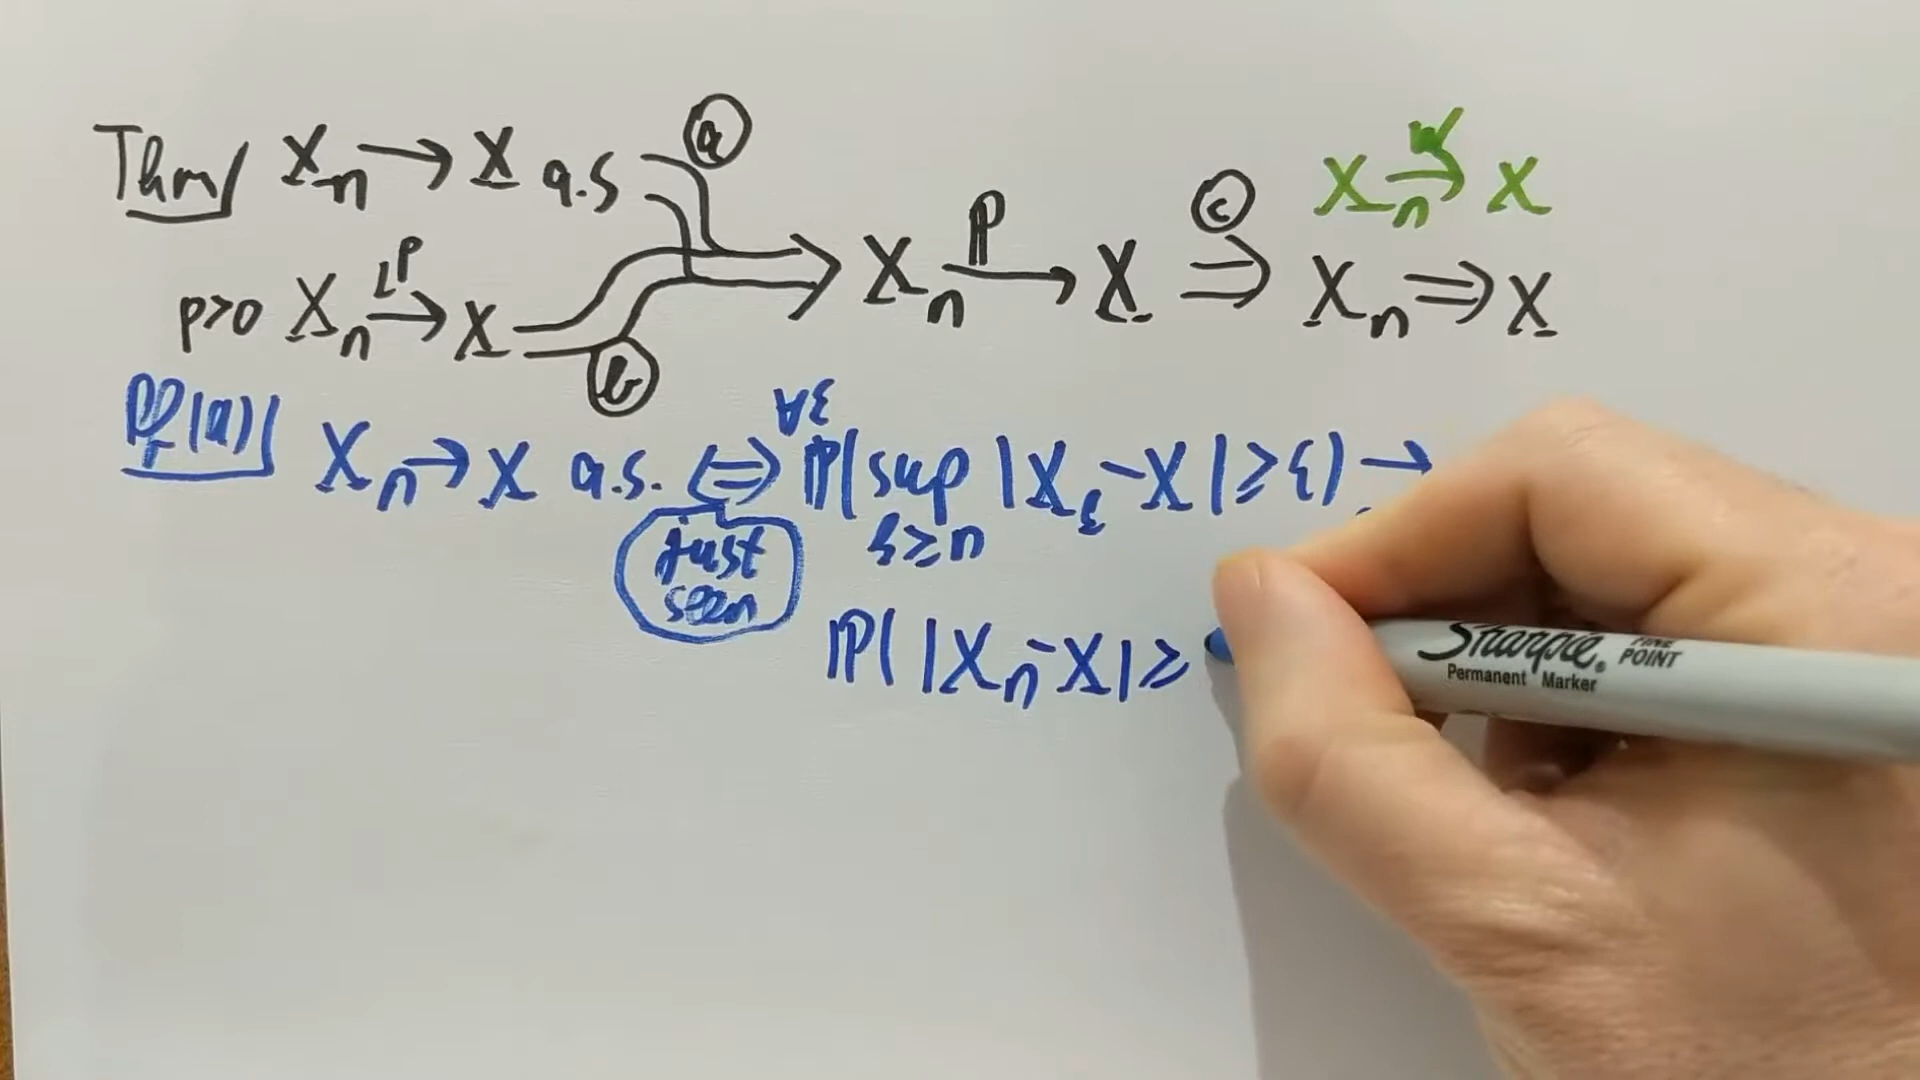 Thm/ Xₙ → X a.s (a) Xₙ →ᵂ X
p>0 Xₙ →^{Lᵖ} X (b) ⟹ Xₙ →^ℙ X (c) ⟹ Xₙ ⟹ X
Pf (a)/ Xₙ → X a.s. ⟺ ∀ε ℙ( sup |X_k - X| ≥ ε) →
just seen k≥n
ℙ( |Xₙ - X| ≥
Sharpie® FINE POINT
Permanent Marker